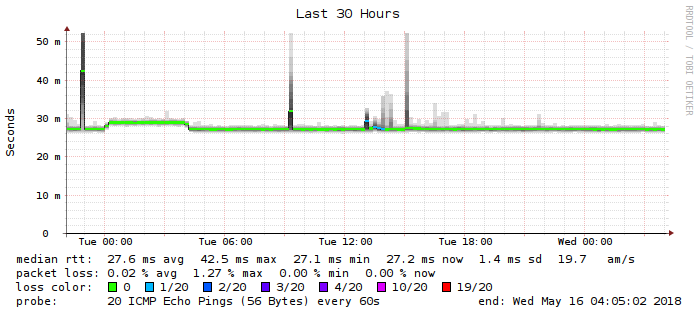 Last 30 Hours
RRDTOOL / TOBI OETIKER
Seconds
50 m
40 m
30 m
20 m
10 m
0
Tue 00:00 Tue 06:00 Tue 12:00 Tue 18:00 Wed 00:00
median rtt: 27.6 ms avg 42.5 ms max 27.1 ms min 27.2 ms now 1.4 ms sd 19.7 am/s
packet loss: 0.02 % avg 1.27 % max 0.00 % min 0.00 % now
loss color: 0 1/20 2/20 3/20 4/20 10/20 19/20
probe: 20 ICMP Echo Pings (56 Bytes) every 60s end: Wed May 16 04:05:02 2018